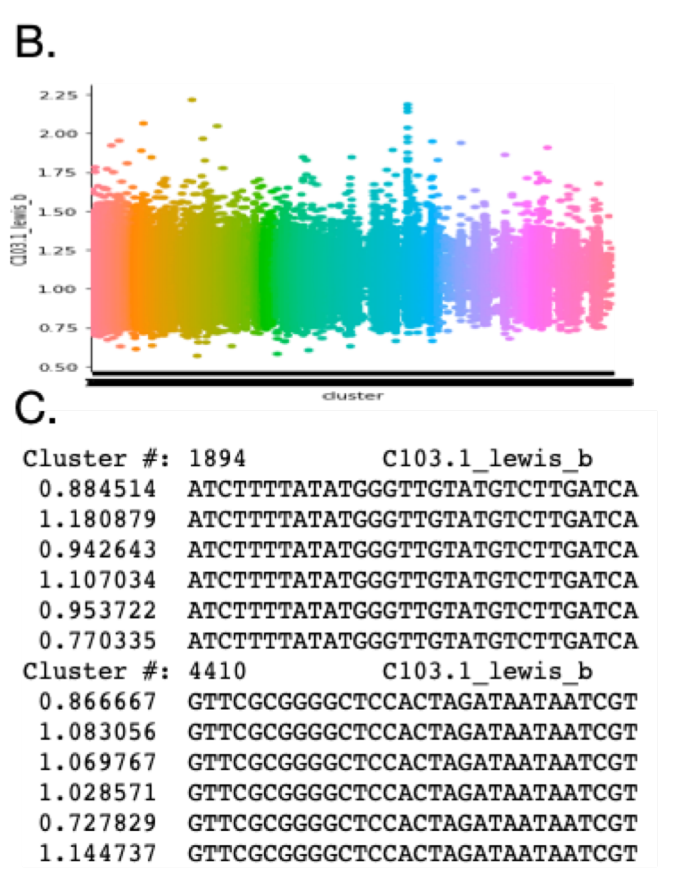 B.
2.25
2.00
1.75
1.50
1.25
1.00
0.75
0.50
C103.1_lewis_b
cluster
C.
Cluster #: 1894 C103.1_lewis_b
0.884514 ATCTTTTATATGGGTTGTATGTCTTGATCA
1.180879 ATCTTTTATATGGGTTGTATGTCTTGATCA
0.942643 ATCTTTTATATGGGTTGTATGTCTTGATCA
1.107034 ATCTTTTATATGGGTTGTATGTCTTGATCA
0.953722 ATCTTTTATATGGGTTGTATGTCTTGATCA
0.770335 ATCTTTTATATGGGTTGTATGTCTTGATCA
Cluster #: 4410 C103.1_lewis_b
0.866667 GTTCGCGGGGCTCCACTAGATAATAATCGT
1.083056 GTTCGCGGGGCTCCACTAGATAATAATCGT
1.069767 GTTCGCGGGGCTCCACTAGATAATAATCGT
1.028571 GTTCGCGGGGCTCCACTAGATAATAATCGT
0.727829 GTTCGCGGGGCTCCACTAGATAATAATCGT
1.144737 GTTCGCGGGGCTCCACTAGATAATAATCGT